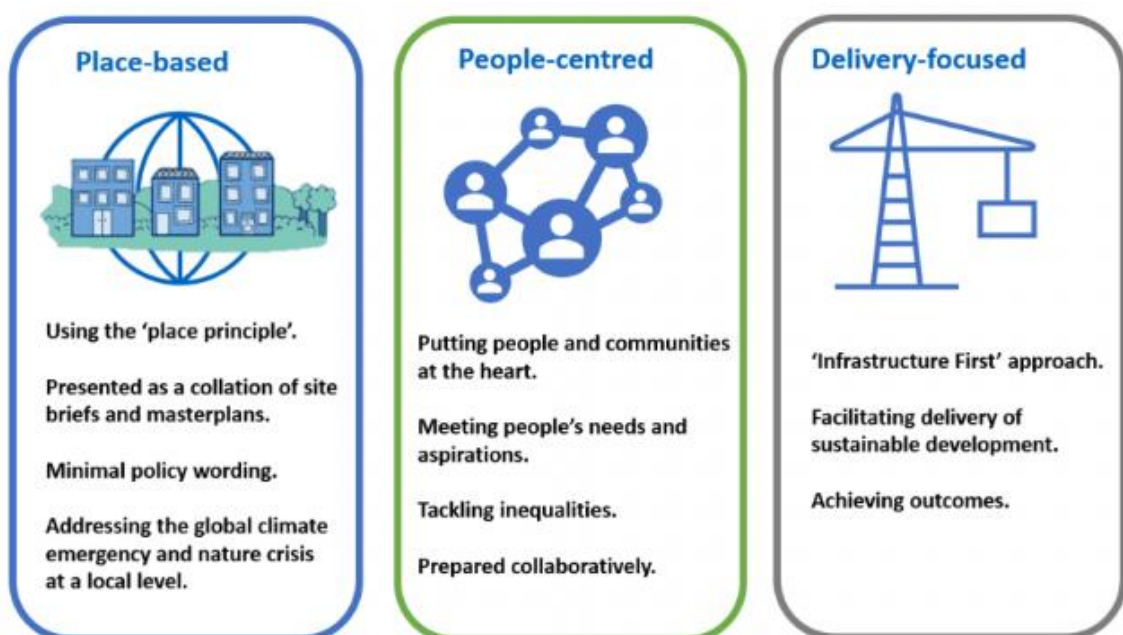 Place-based
Using the ‘place principle’.
Presented as a collation of site
briefs and masterplans.
Minimal policy wording.
Addressing the global climate
emergency and nature crisis
at a local level.
People-centred
Putting people and communities
at the heart.
Meeting people’s needs and
aspirations.
Tackling inequalities.
Prepared collaboratively.
Delivery-focused
‘Infrastructure First’ approach.
Facilitating delivery of
sustainable development.
Achieving outcomes.